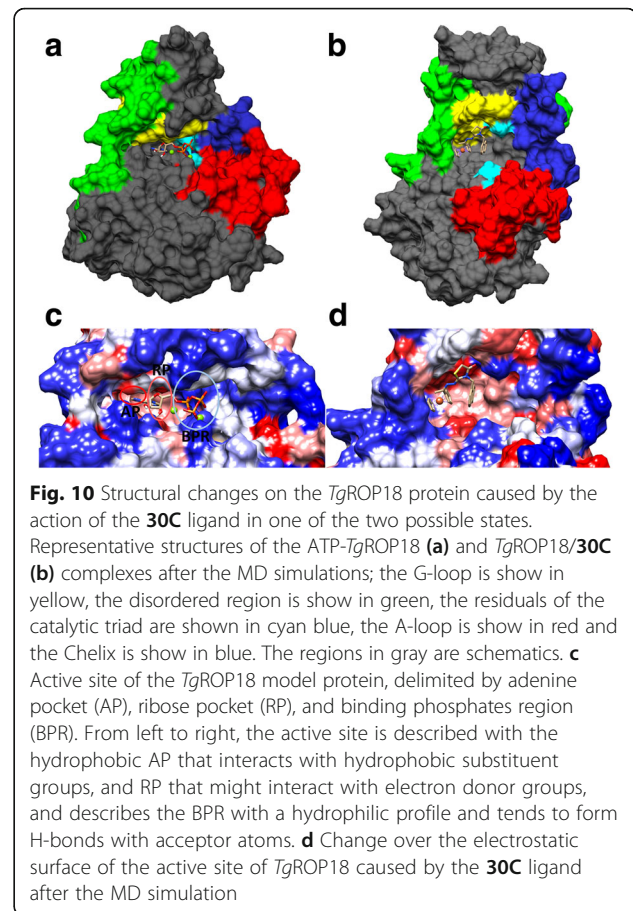 a
b
c
d
RP
AP
BPR
Fig. 10 Structural changes on the TgROP18 protein caused by the
action of the 30C ligand in one of the two possible states.
Representative structures of the ATP-TgROP18 (a) and TgROP18/30C
(b) complexes after the MD simulations; the G-loop is show in
yellow, the disordered region is show in green, the residuals of the
catalytic triad are shown in cyan blue, the A-loop is show in red and
the Chelix is show in blue. The regions in gray are schematics. c
Active site of the TgROP18 model protein, delimited by adenine
pocket (AP), ribose pocket (RP), and binding phosphates region
(BPR). From left to right, the active site is described with the
hydrophobic AP that interacts with hydrophobic substituent
groups, and RP that might interact with electron donor groups,
and describes the BPR with a hydrophilic profile and tends to form
H-bonds with acceptor atoms. d Change over the electrostatic
surface of the active site of TgROP18 caused by the 30C ligand
after the MD simulation